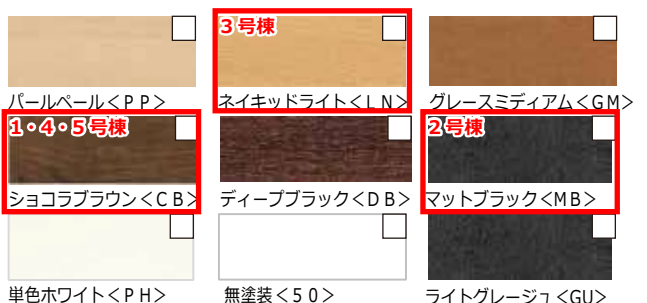 3号棟
パールペール＜ＰＰ＞
ネイキッドライト＜ＬＮ＞
グレースミディアム＜ＧＭ＞
1・4・5号棟
2号棟
ショコラブラウン＜ＣＢ＞
ディープブラック＜ＤＢ＞
マットブラック＜MB＞
単色ホワイト＜ＰＨ＞
無塗装＜５０＞
ライトグレージュ＜GU＞